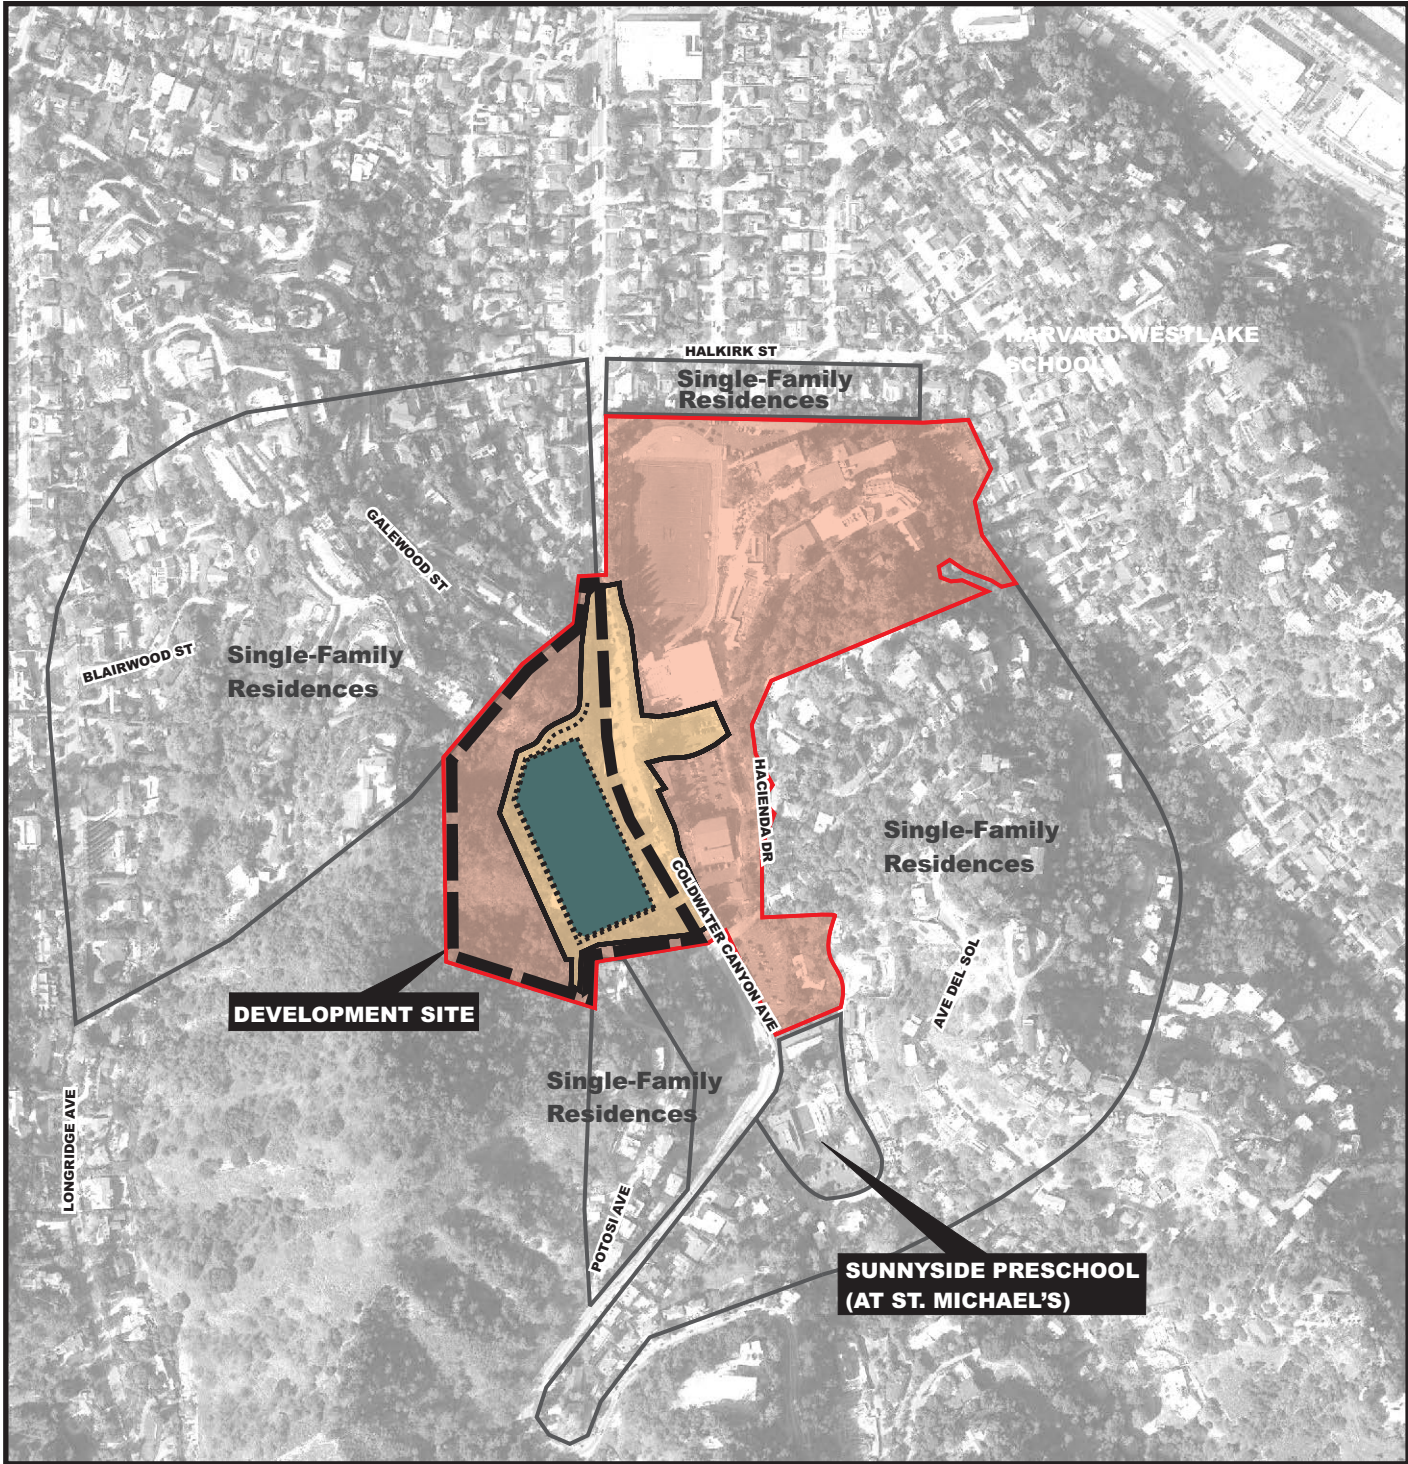 HALKIRK ST
Single-Family
Residences
HARVARD-WESTLAKE
SCHOOL
GALEWOOD ST
BLAIRWOOD ST
Single-Family
Residences
HACIENDA DR
Single-Family
Residences
COLDWATER CANYON AVE
AVE DEL SOL
DEVELOPMENT SITE
Single-Family
Residences
LONGRIDGE AVE
POTOSI AVE
SUNNYSIDE PRESCHOOL
(AT ST. MICHAEL'S)